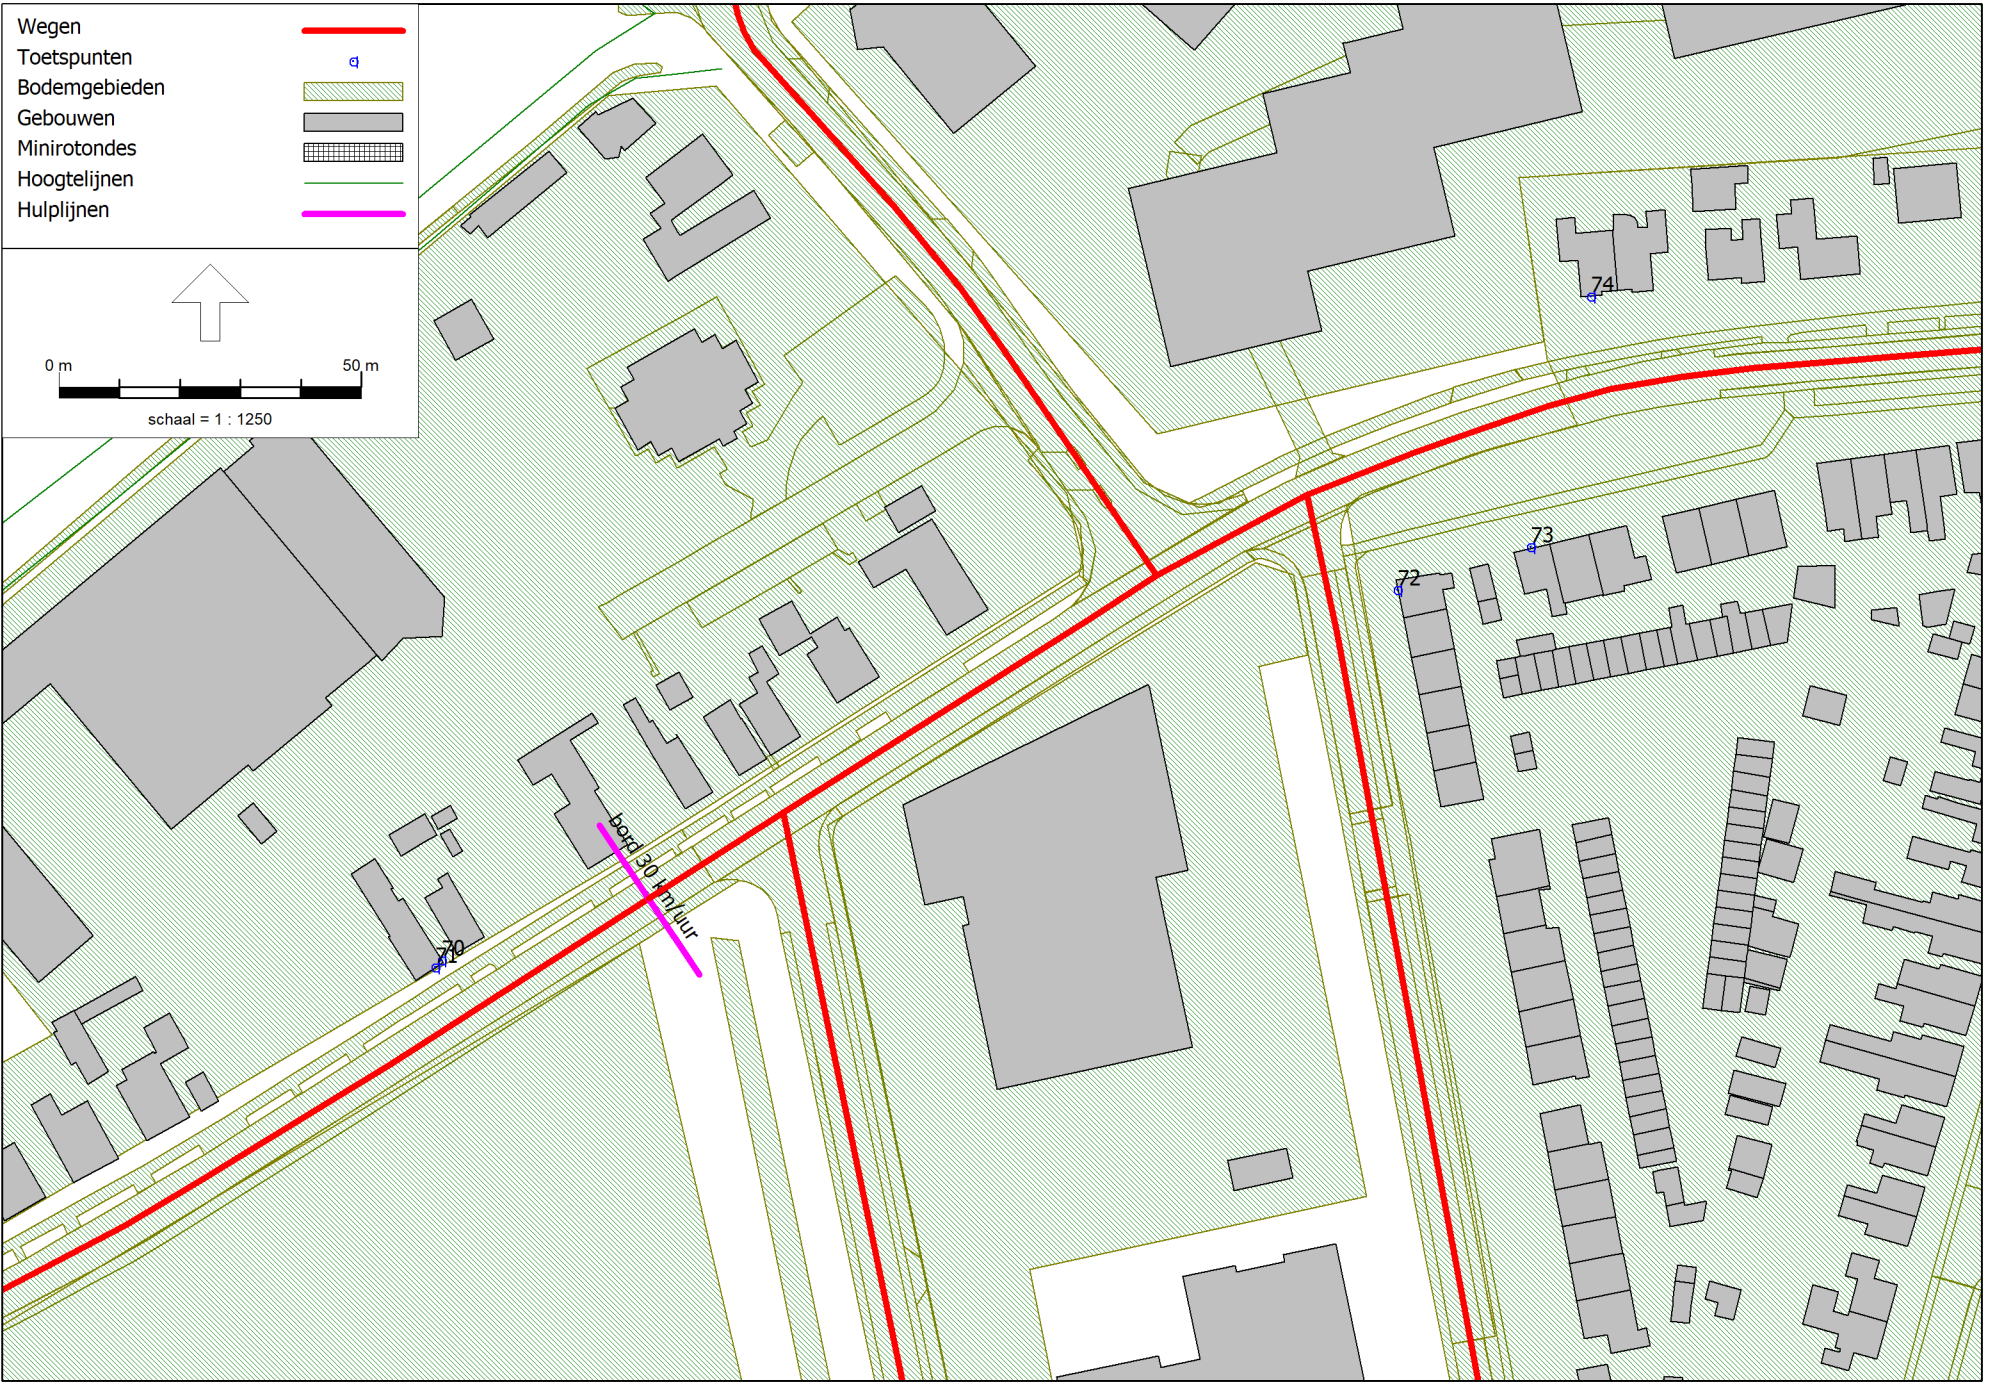 Wegen
Toetspunten
Bodemgebieden
Gebouwen
Minirotondes
Hoogtelijnen
Hulplijnen
0 m 50 m
schaal = 1 : 1250
74
73
72
bord 30 km/uur
70
71